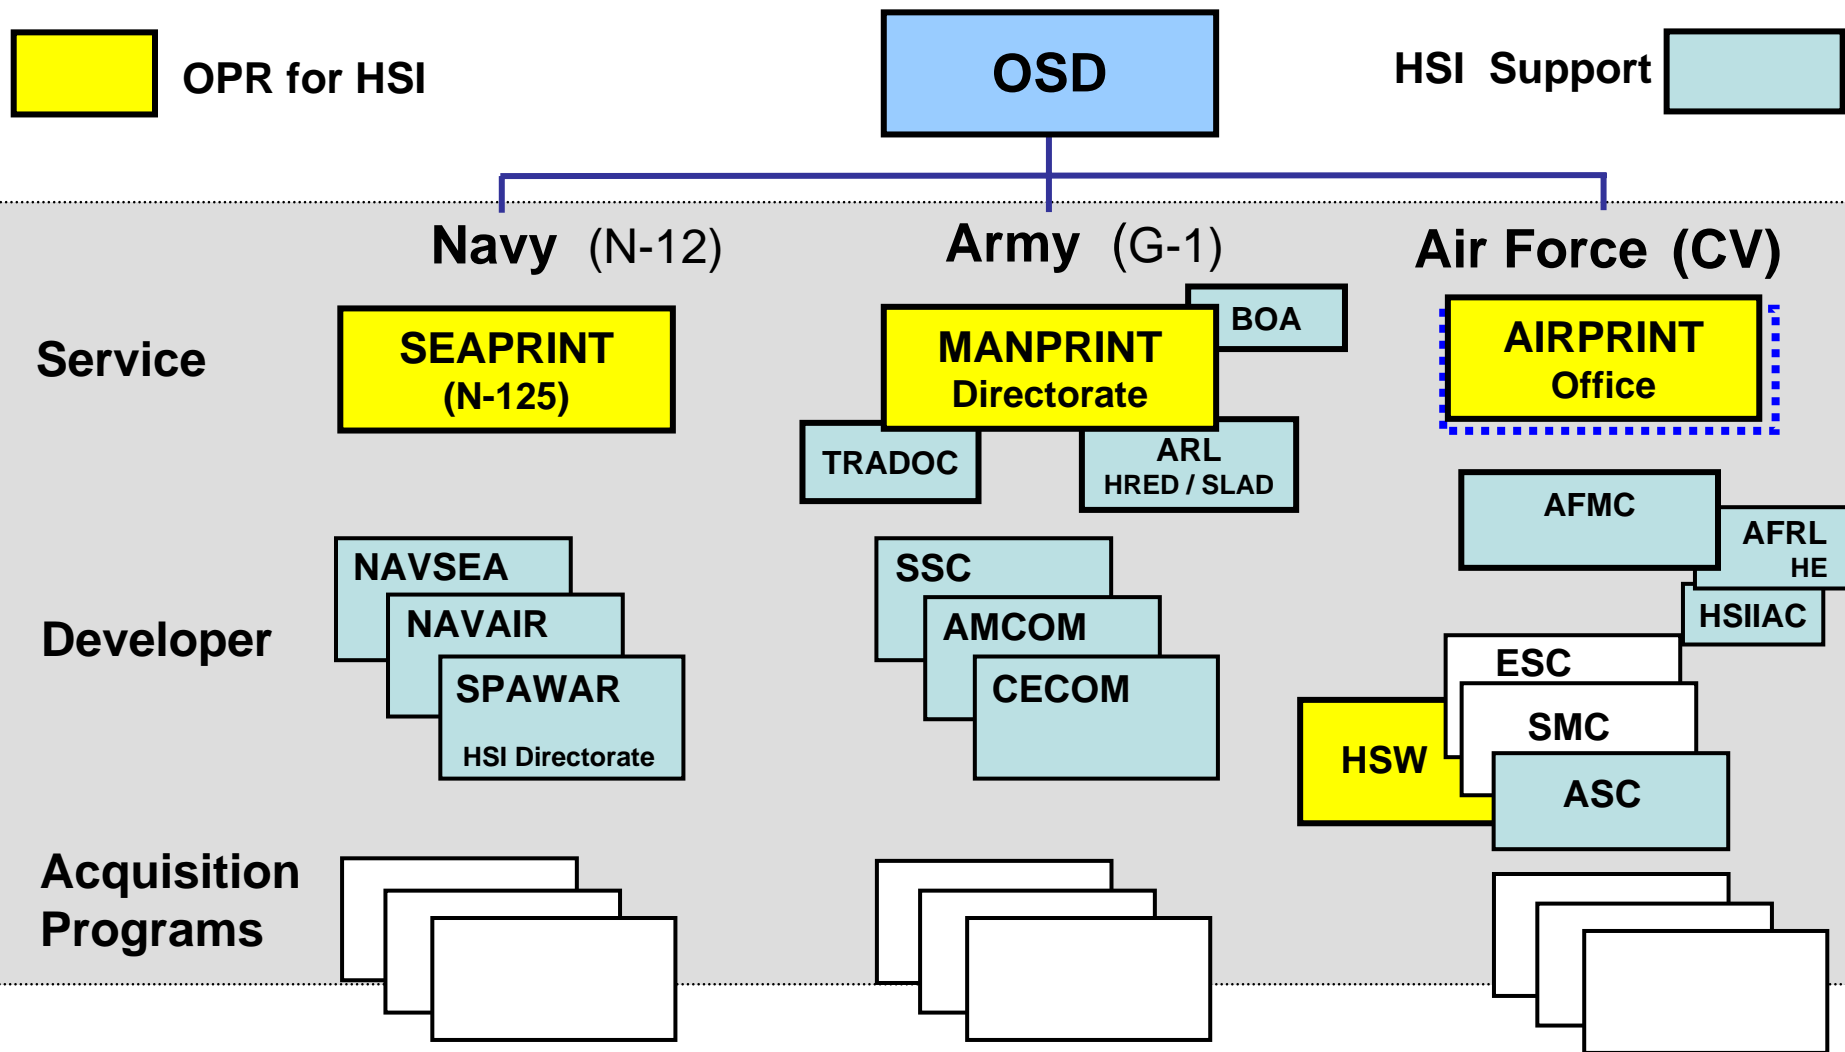 OPR for HSI
OSD
HSI Support
Navy (N-12)
Army (G-1)
Air Force (CV)
Service
SEAPRINT
(N-125)
MANPRINT
Directorate
BOA
AIRPRINT
Office
TRADOC
ARL
HRED / SLAD
AFMC
AFRL
HE
HSIIAC
Developer
NAVSEA
NAVAIR
SPAWAR
HSI Directorate
SSC
AMCOM
CECOM
ESC
SMC
HSW
ASC
Acquisition
Programs